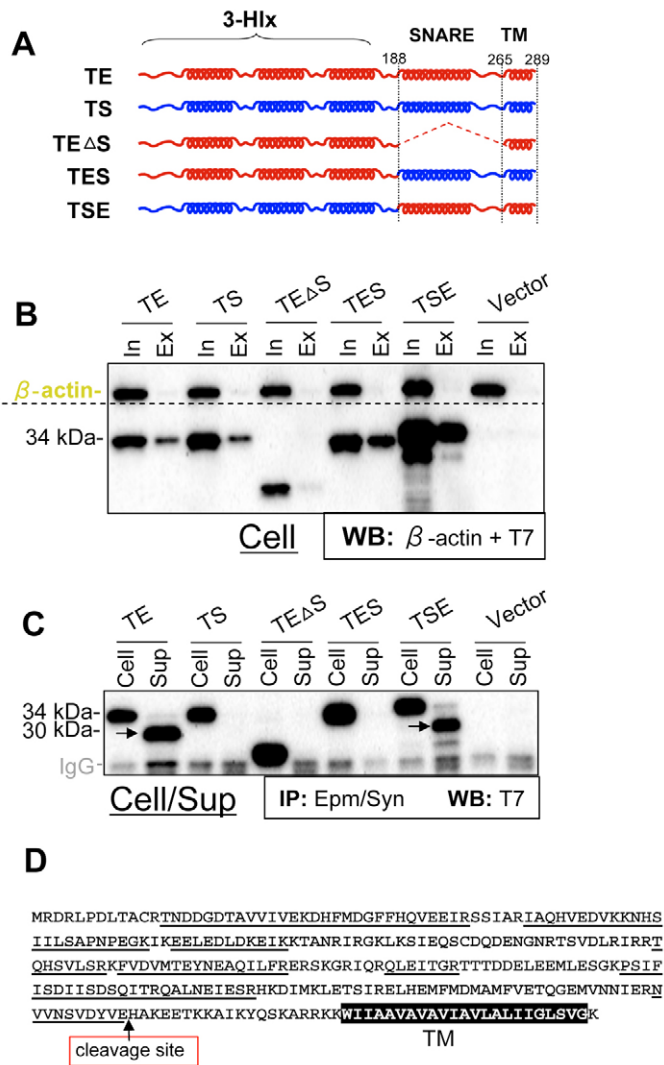 A
3-Hlx
SNARE
TM
188
265
289
TE
TS
TE△S
TES
TSE
B
TE TS TE△S TES TSE Vector
In Ex In Ex In Ex In Ex In Ex In Ex
β-actin-
34 kDa-
Cell
WB: β-actin + T7
C
TE TS TE△S TES TSE Vector
Cell Sup Cell Sup Cell Sup Cell Sup Cell Sup Cell Sup
34 kDa-
30 kDa-
IgG-
Cell/Sup
IP: Epm/Syn WB: T7
D
MRDRLPDLTACRTNDDGDTAVVIVEKDHFMDGFFHQVEEIRSSIARIAQHVEDVKKNHS
IILSAPNPEGKIKEELEDLDKEIKKTANRIRGKLKSIEQSCDQDENGNRTSVDLRIRRT
QHSVLSRKFVDVMTEYNEAQILFRERSKGRIQRQLEITGRTTTDDELEEMLESGKPSIF
ISDIISDSQITRQALNEIESRHKDIMKLETSIRELHEMFMDMAMFVETQGEMVNNIERN
VVNSVDYVEHAKEETKKAIKYQSKARRKKWIIAAVAVAVIAVLALIIGLSVGK
cleavage site
TM